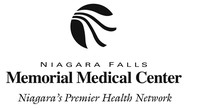 NIAGARA FALLS
Memorial Medical Center
Niagara's Premier Health Network